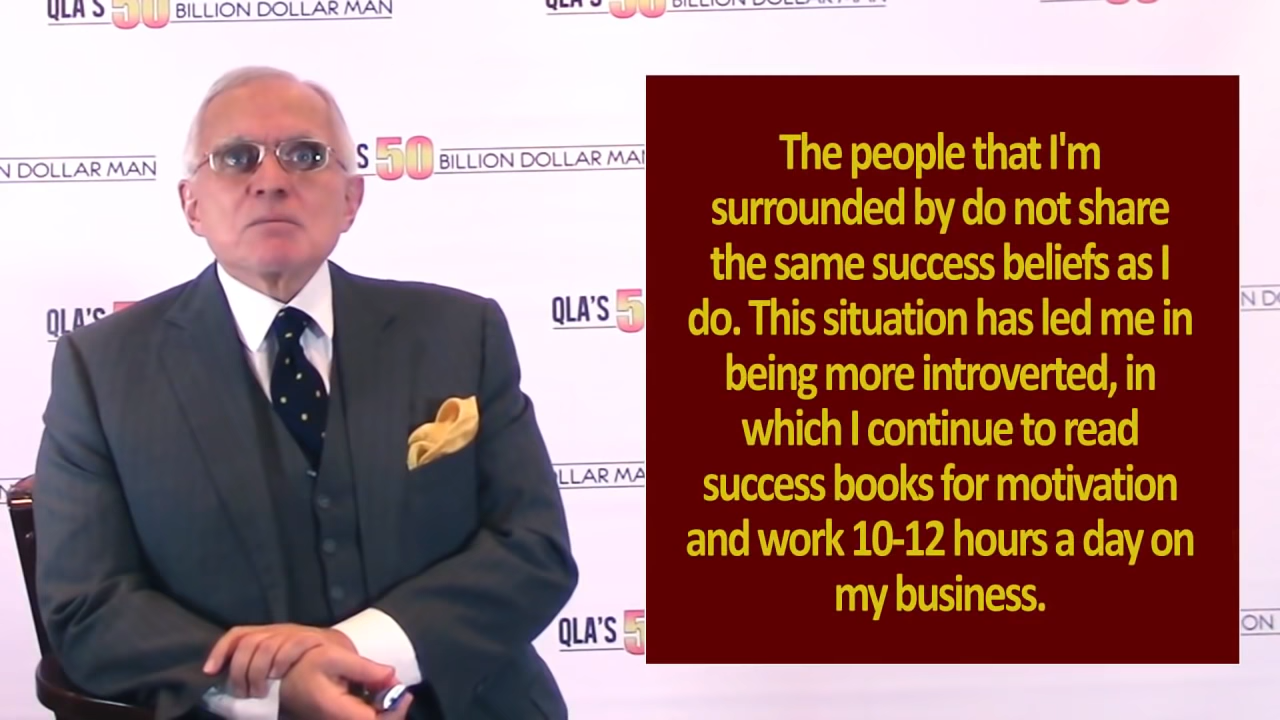 QLA'S 50 BILLION DOLLAR MAN
QLA'S 50 BILLION DOLLAR MAN
N DOLLAR MAN
S 50 BILLION DOLLAR MA
QLA'S
QLA'S 5
N D
LLAR MA
QLA'S 5
ON
The people that I'm
surrounded by do not share
the same success beliefs as I
do. This situation has led me in
being more introverted, in
which I continue to read
success books for motivation
and work 10-12 hours a day on
my business.